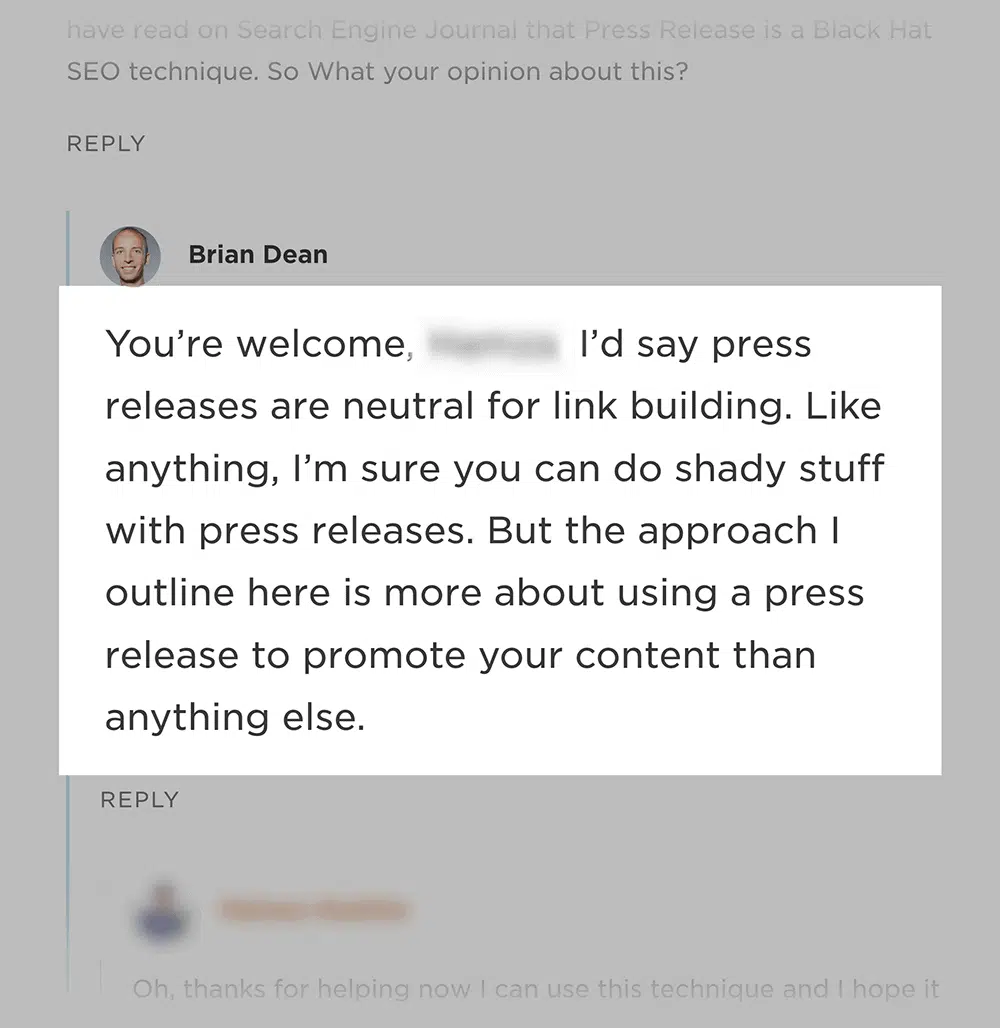 have read on Search Engine Journal that Press Release is a Black Hat
SEO technique. So What your opinion about this?
REPLY
Brian Dean
You’re welcome, I’d say press
releases are neutral for link building. Like
anything, I’m sure you can do shady stuff
with press releases. But the approach I
outline here is more about using a press
release to promote your content than
anything else.
REPLY
Oh, thanks for helping now I can use this technique and I hope it